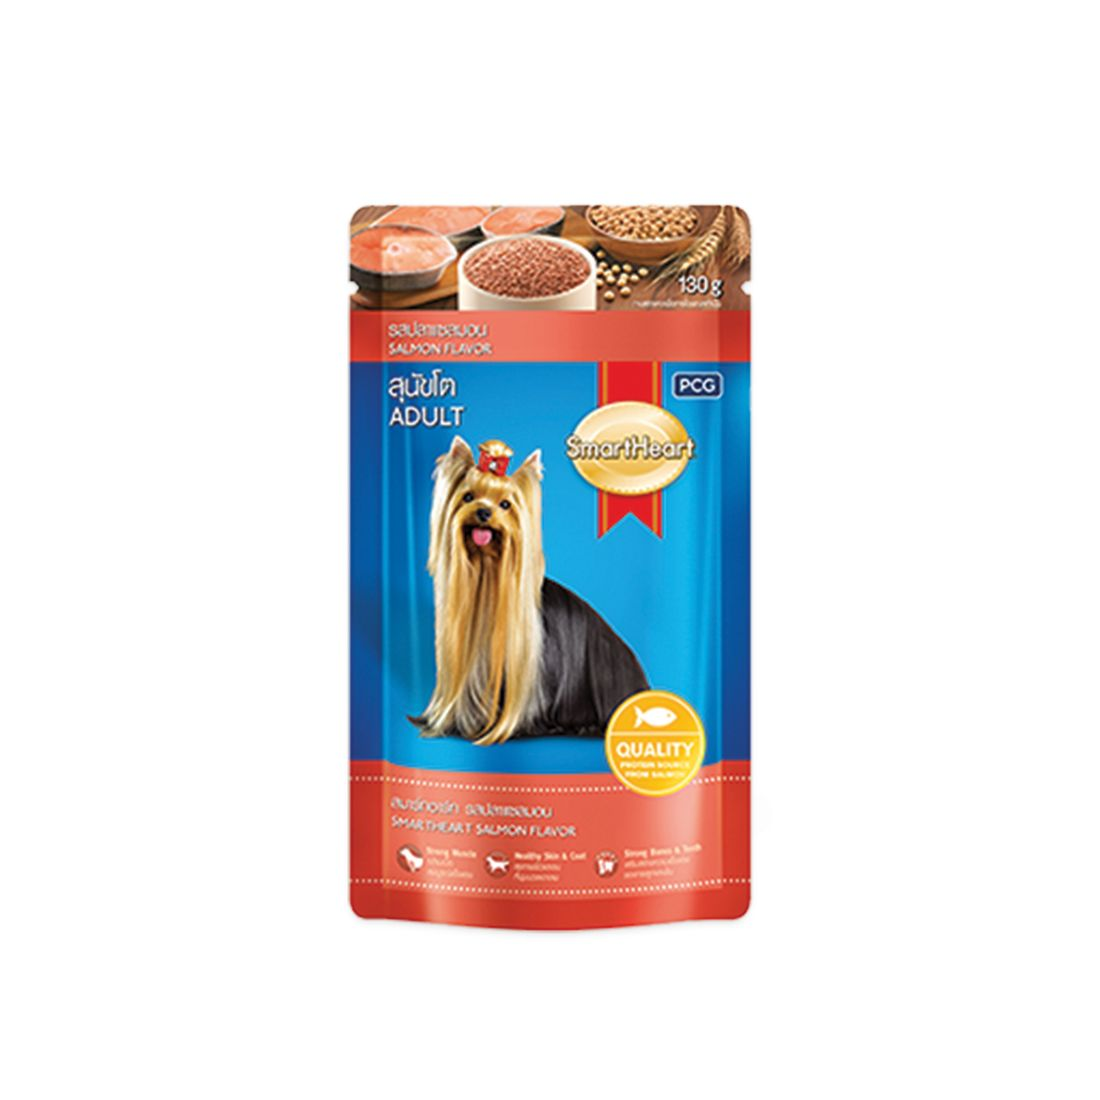 130 g
รสปลาแซลมอน
SALMON FLAVOR
สุนัขโต
ADULT
PCG
SmartHeart
QUALITY
PROTEIN SOURCE
FROM SALMON
สมาร์ทฮาร์ท รสปลาแซลมอน
SMARTHEART SALMON FLAVOR
Strong Muscle
Healthy Skin & Coat
Strong Bones & Teeth